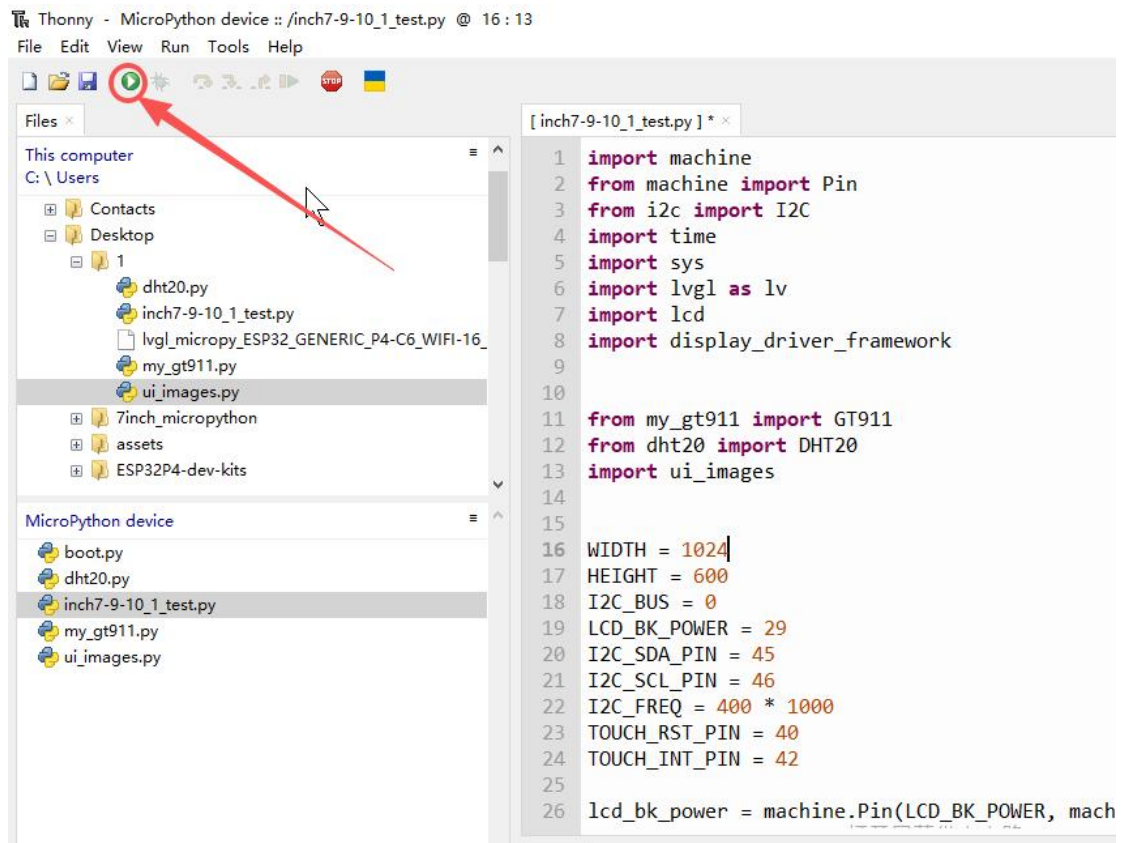 Thonny - MicroPython device :: /inch7-9-10_1_test.py @ 16 : 13
File Edit View Run Tools Help
STOP
Files ×
This computer
C: \ Users
Contacts
Desktop
1
dht20.py
inch7-9-10_1_test.py
lvgl_micropy_ESP32_GENERIC_P4-C6_WIFI-16_
my_gt911.py
ui_images.py
7inch_micropython
assets
ESP32P4-dev-kits
MicroPython device
boot.py
dht20.py
inch7-9-10_1_test.py
my_gt911.py
ui_images.py
[ inch7-9-10_1_test.py ] * ×
1 import machine
2 from machine import Pin
3 from i2c import I2C
4 import time
5 import sys
6 import lvgl as lv
7 import lcd
8 import display_driver_framework
9
10
11 from my_gt911 import GT911
12 from dht20 import DHT20
13 import ui_images
14
15
16 WIDTH = 1024
17 HEIGHT = 600
18 I2C_BUS = 0
19 LCD_BK_POWER = 29
20 I2C_SDA_PIN = 45
21 I2C_SCL_PIN = 46
22 I2C_FREQ = 400 * 1000
23 TOUCH_RST_PIN = 40
24 TOUCH_INT_PIN = 42
25
26 lcd_bk_power = machine.Pin(LCD_BK_POWER, mach